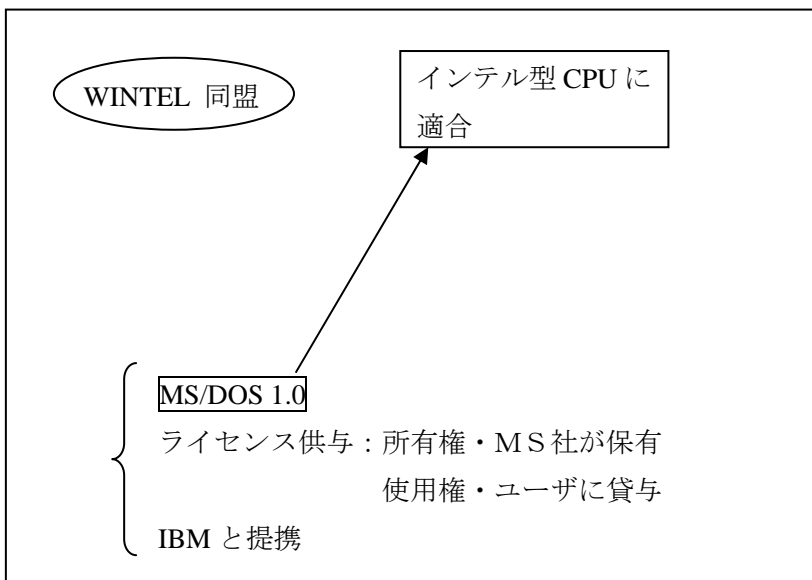 WINTEL 同盟
インテル型 CPU に
適合
MS/DOS 1.0
ライセンス供与：所有権・ＭＳ社が保有
使用権・ユーザに貸与
IBM と提携